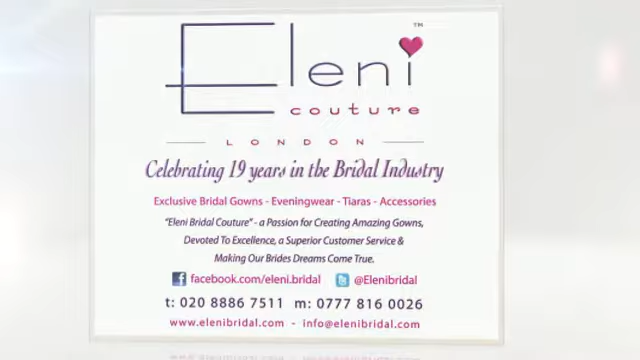 Eleni™
couture
LONDON
Celebrating 19 years in the Bridal Industry
Exclusive Bridal Gowns - Eveningwear - Tiaras - Accessories
"Eleni Bridal Couture" - a Passion for Creating Amazing Gowns,
Devoted To Excellence, a Superior Customer Service &
Making Our Brides Dreams Come True.
facebook.com/eleni.bridal @Elenibridal
t: 020 8886 7511 m: 0777 816 0026
www.elenibridal.com - info@elenibridal.com